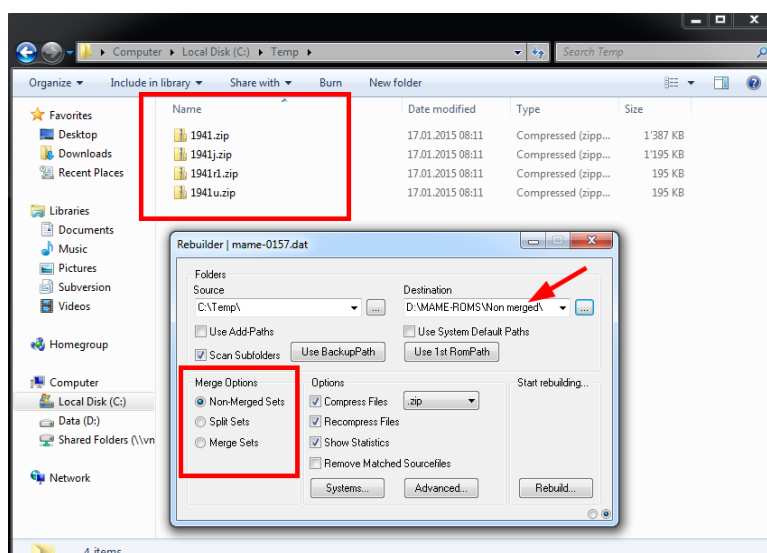 Computer Local Disk (C:) Temp Search Temp
Organize Include in library Share with Burn New folder
Favorites
Desktop
Downloads
Recent Places
Libraries
Documents
Music
Pictures
Subversion
Videos
Homegroup
Computer
Local Disk (C:)
Data (D:)
Shared Folders (\\vn
Network
Name Date modified Type Size
1941.zip 17.01.2015 08:11 Compressed (zipp... 1'387 KB
1941j.zip 17.01.2015 08:11 Compressed (zipp... 1'195 KB
1941r1.zip 17.01.2015 08:11 Compressed (zipp... 195 KB
1941u.zip 17.01.2015 08:11 Compressed (zipp... 195 KB
Rebuilder | mame-0157.dat
Folders
Source Destination
C:\Temp\ ... D:\MAME-ROMS\Non merged\ ...
Use Add-Paths Use System Default Paths
Scan Subfolders Use BackupPath Use 1st RomPath
Merge Options
Non-Merged Sets
Split Sets
Merge Sets
Options
Compress Files .zip
Recompress Files
Show Statistics
Remove Matched Sourcefiles
Systems... Advanced...
Start rebuilding...
Rebuild...
4 items